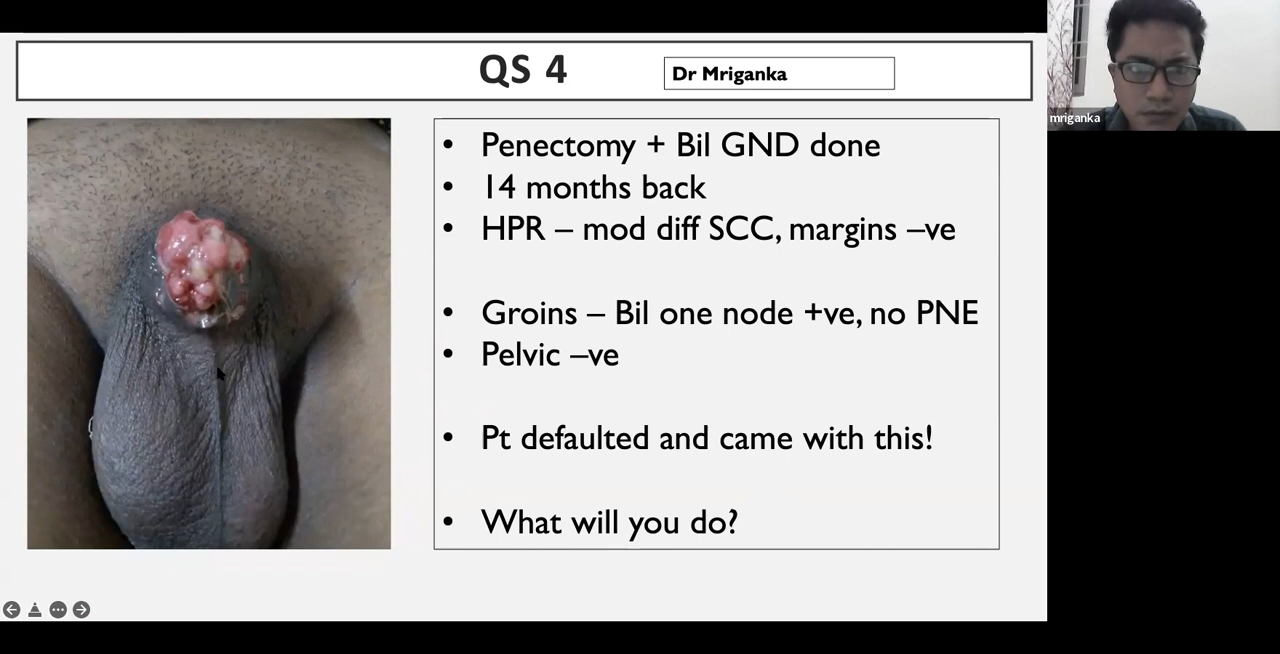 QS 4
Dr Mriganka
mriganka
• Penectomy + Bil GND done
• 14 months back
• HPR – mod diff SCC, margins –ve
• Groins – Bil one node +ve, no PNE
• Pelvic –ve
• Pt defaulted and came with this!
• What will you do?